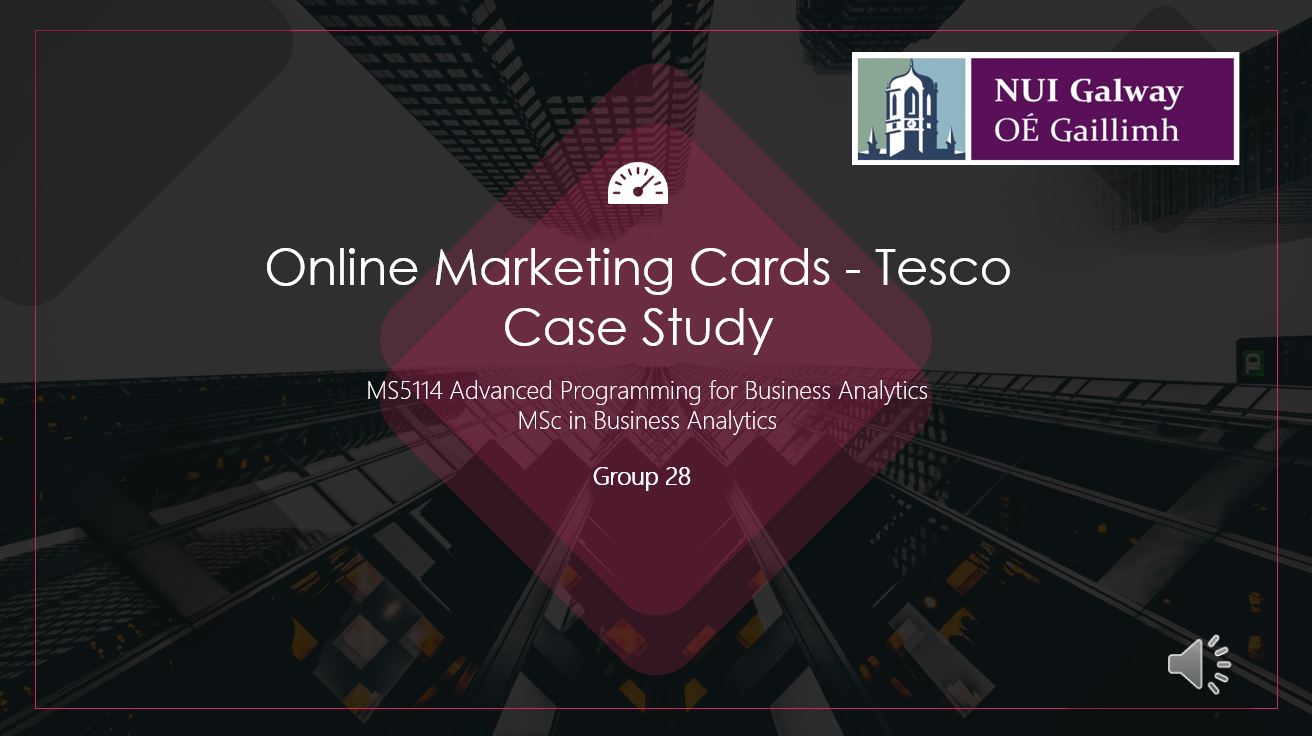 NUI Galway
OÉ Gaillimh
Online Marketing Cards - Tesco
Case Study
MS5114 Advanced Programming for Business Analytics
MSc in Business Analytics
Group 28
TD